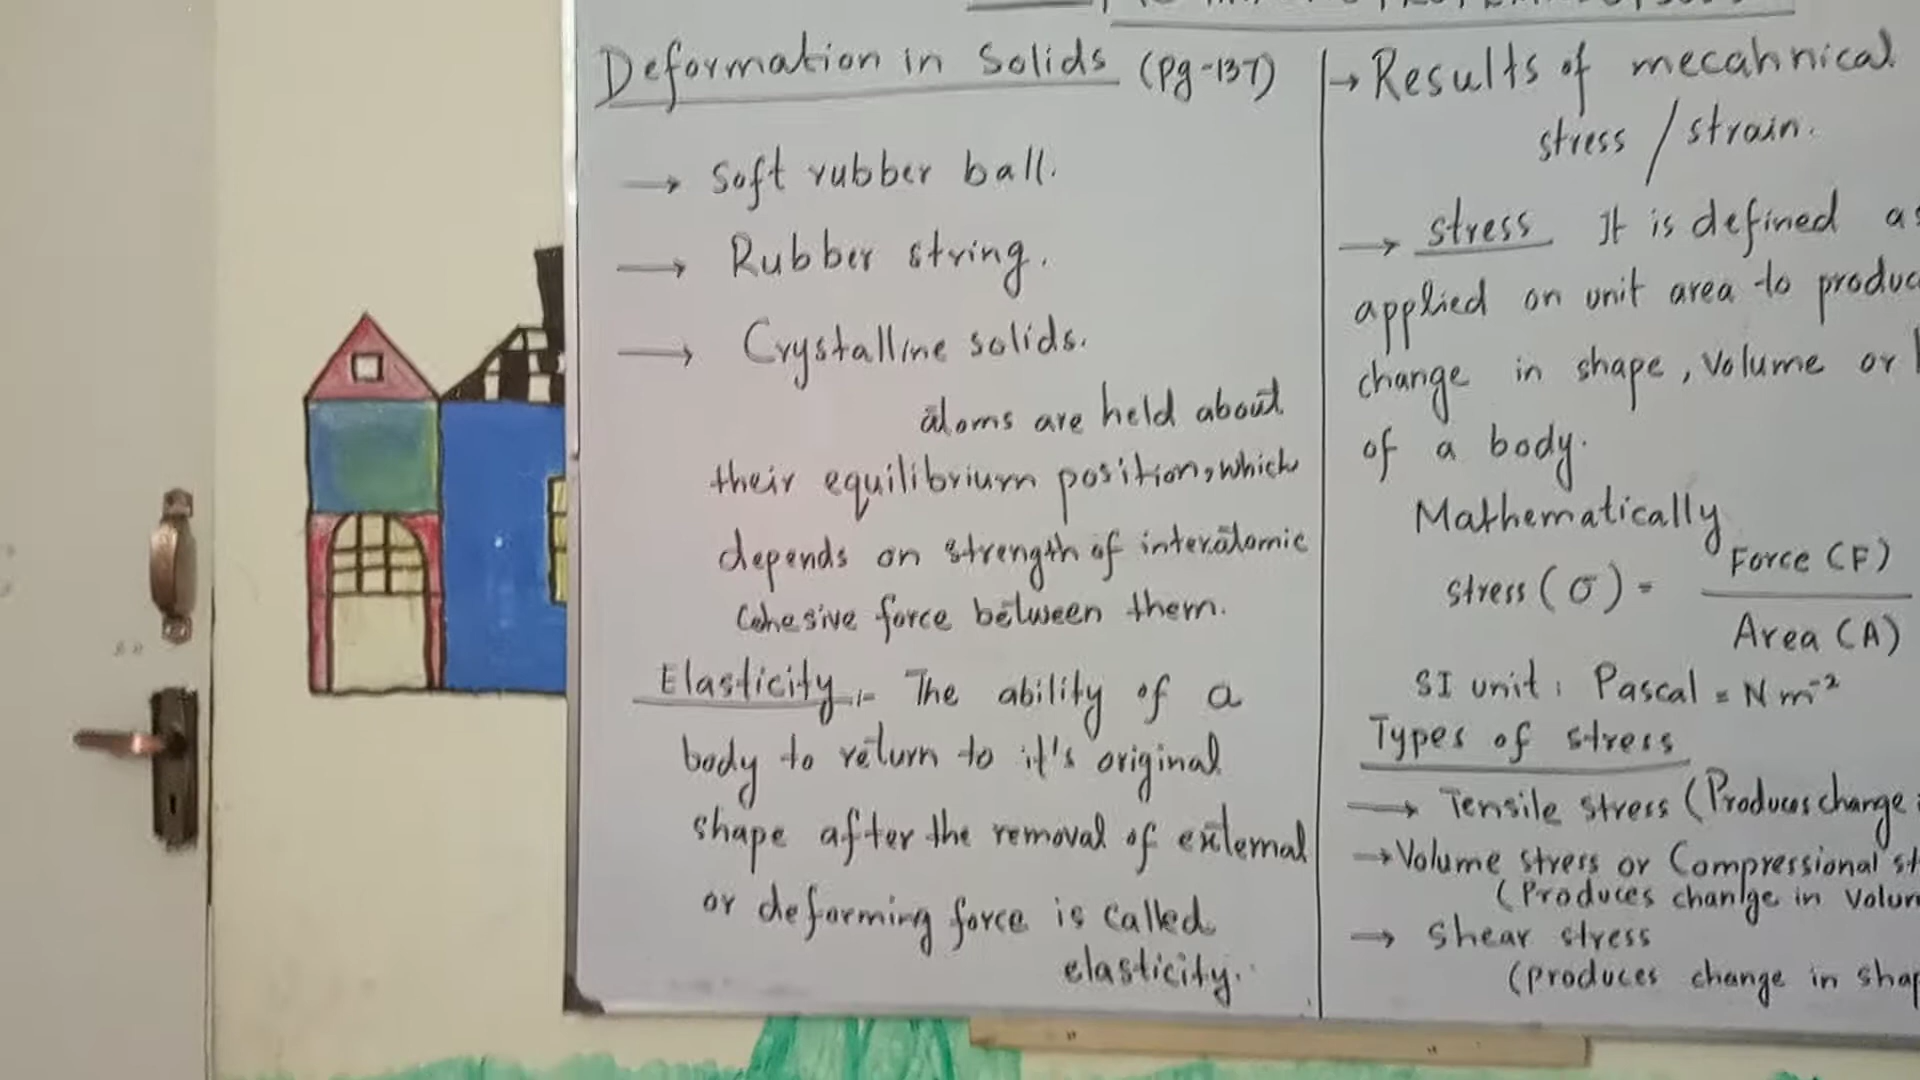 Deformation in Solids (Pg-137)
→ Soft rubber ball.
→ Rubber string.
→ Crystalline solids.
atoms are held about
their equilibrium position, which
depends on strength of interatomic
Cohesive force between them.
Elasticity :- The ability of a
body to return to it's original
shape after the removal of external
or deforming force is called
elasticity.
→ Results of mecahnical
stress / strain.
→ stress It is defined as
applied on unit area to produc
change in shape, Volume or
of a body.
Mathematically
stress (σ) = Force (F)
Area (A)
SI unit : Pascal = N m⁻²
Types of stress
→ Tensile stress (Produces change
→ Volume stress or Compressional st
(Produces change in Volum
→ Shear stress
(produces change in shap